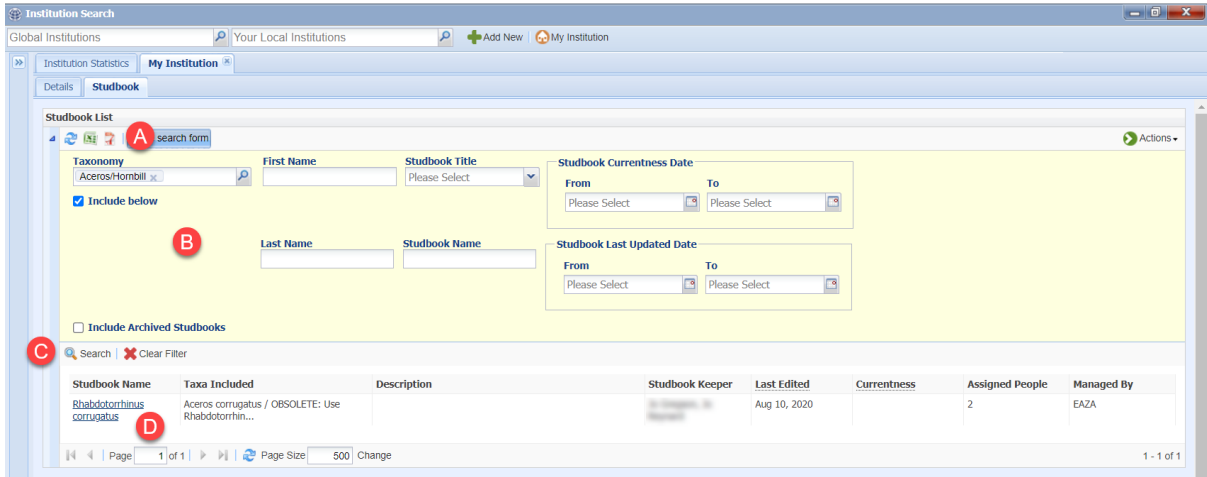 Institution Search
Global Institutions Your Local Institutions Add New My Institution
Institution Statistics My Institution
Details Studbook
Studbook List
A search form Actions
Taxonomy First Name Studbook Title Studbook Currentness Date
Aceros/Hornbill Please Select From To
Include below Please Select Please Select
B
Last Name Studbook Name Studbook Last Updated Date
From To
Please Select Please Select
Include Archived Studbooks
C Search Clear Filter
Studbook Name Taxa Included Description Studbook Keeper Last Edited Currentness Assigned People Managed By
Rhabdotorrhinus Aceros corrugatus / OBSOLETE: Use Aug 10, 2020 2 EAZA
corrugatus Rhabdotorrhin...
D
Page 1 of 1 Page Size 500 Change 1 - 1 of 1